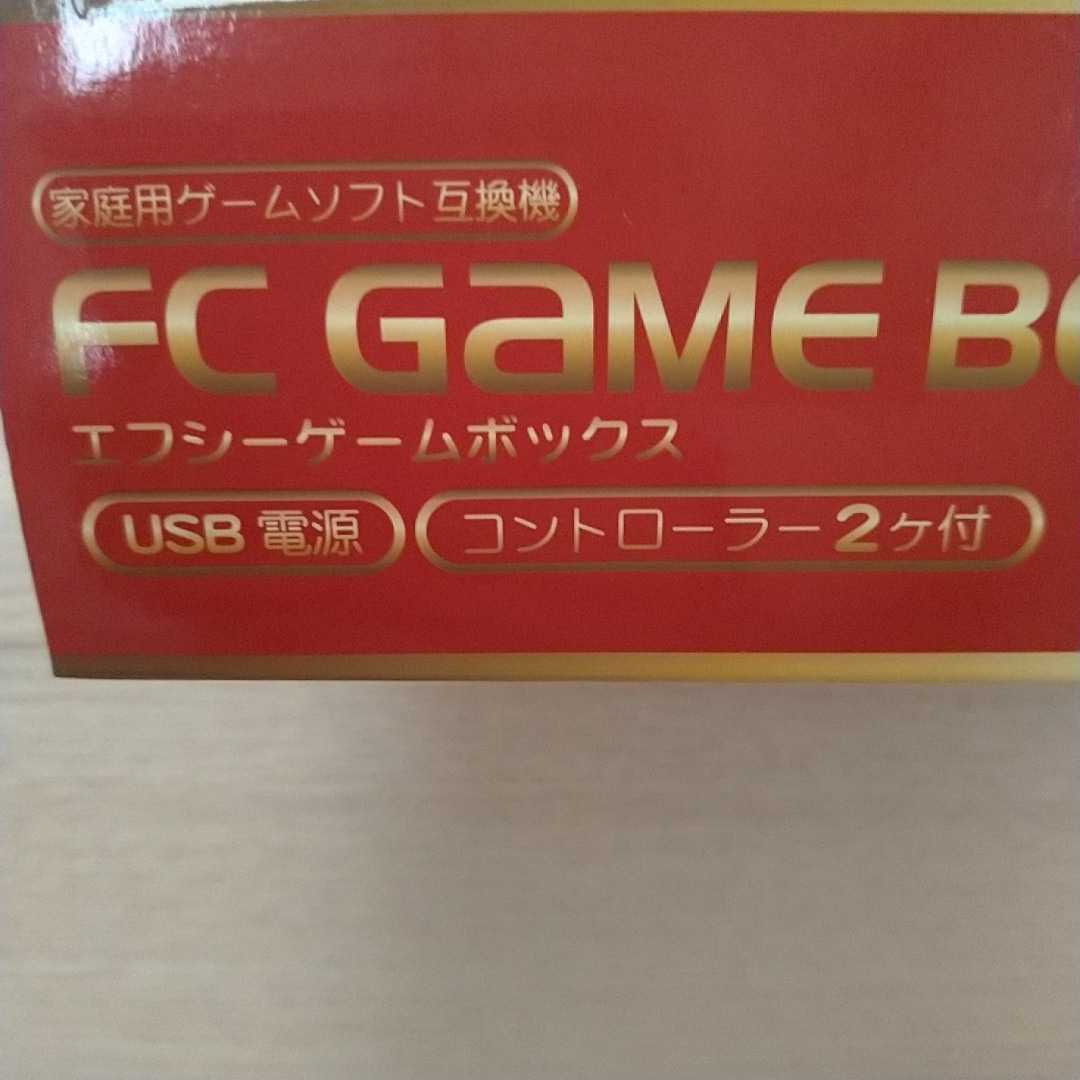 家庭用ゲームソフト互換機
FC GAME
エフシーゲームボックス
USB 電源
コントローラー2ヶ付